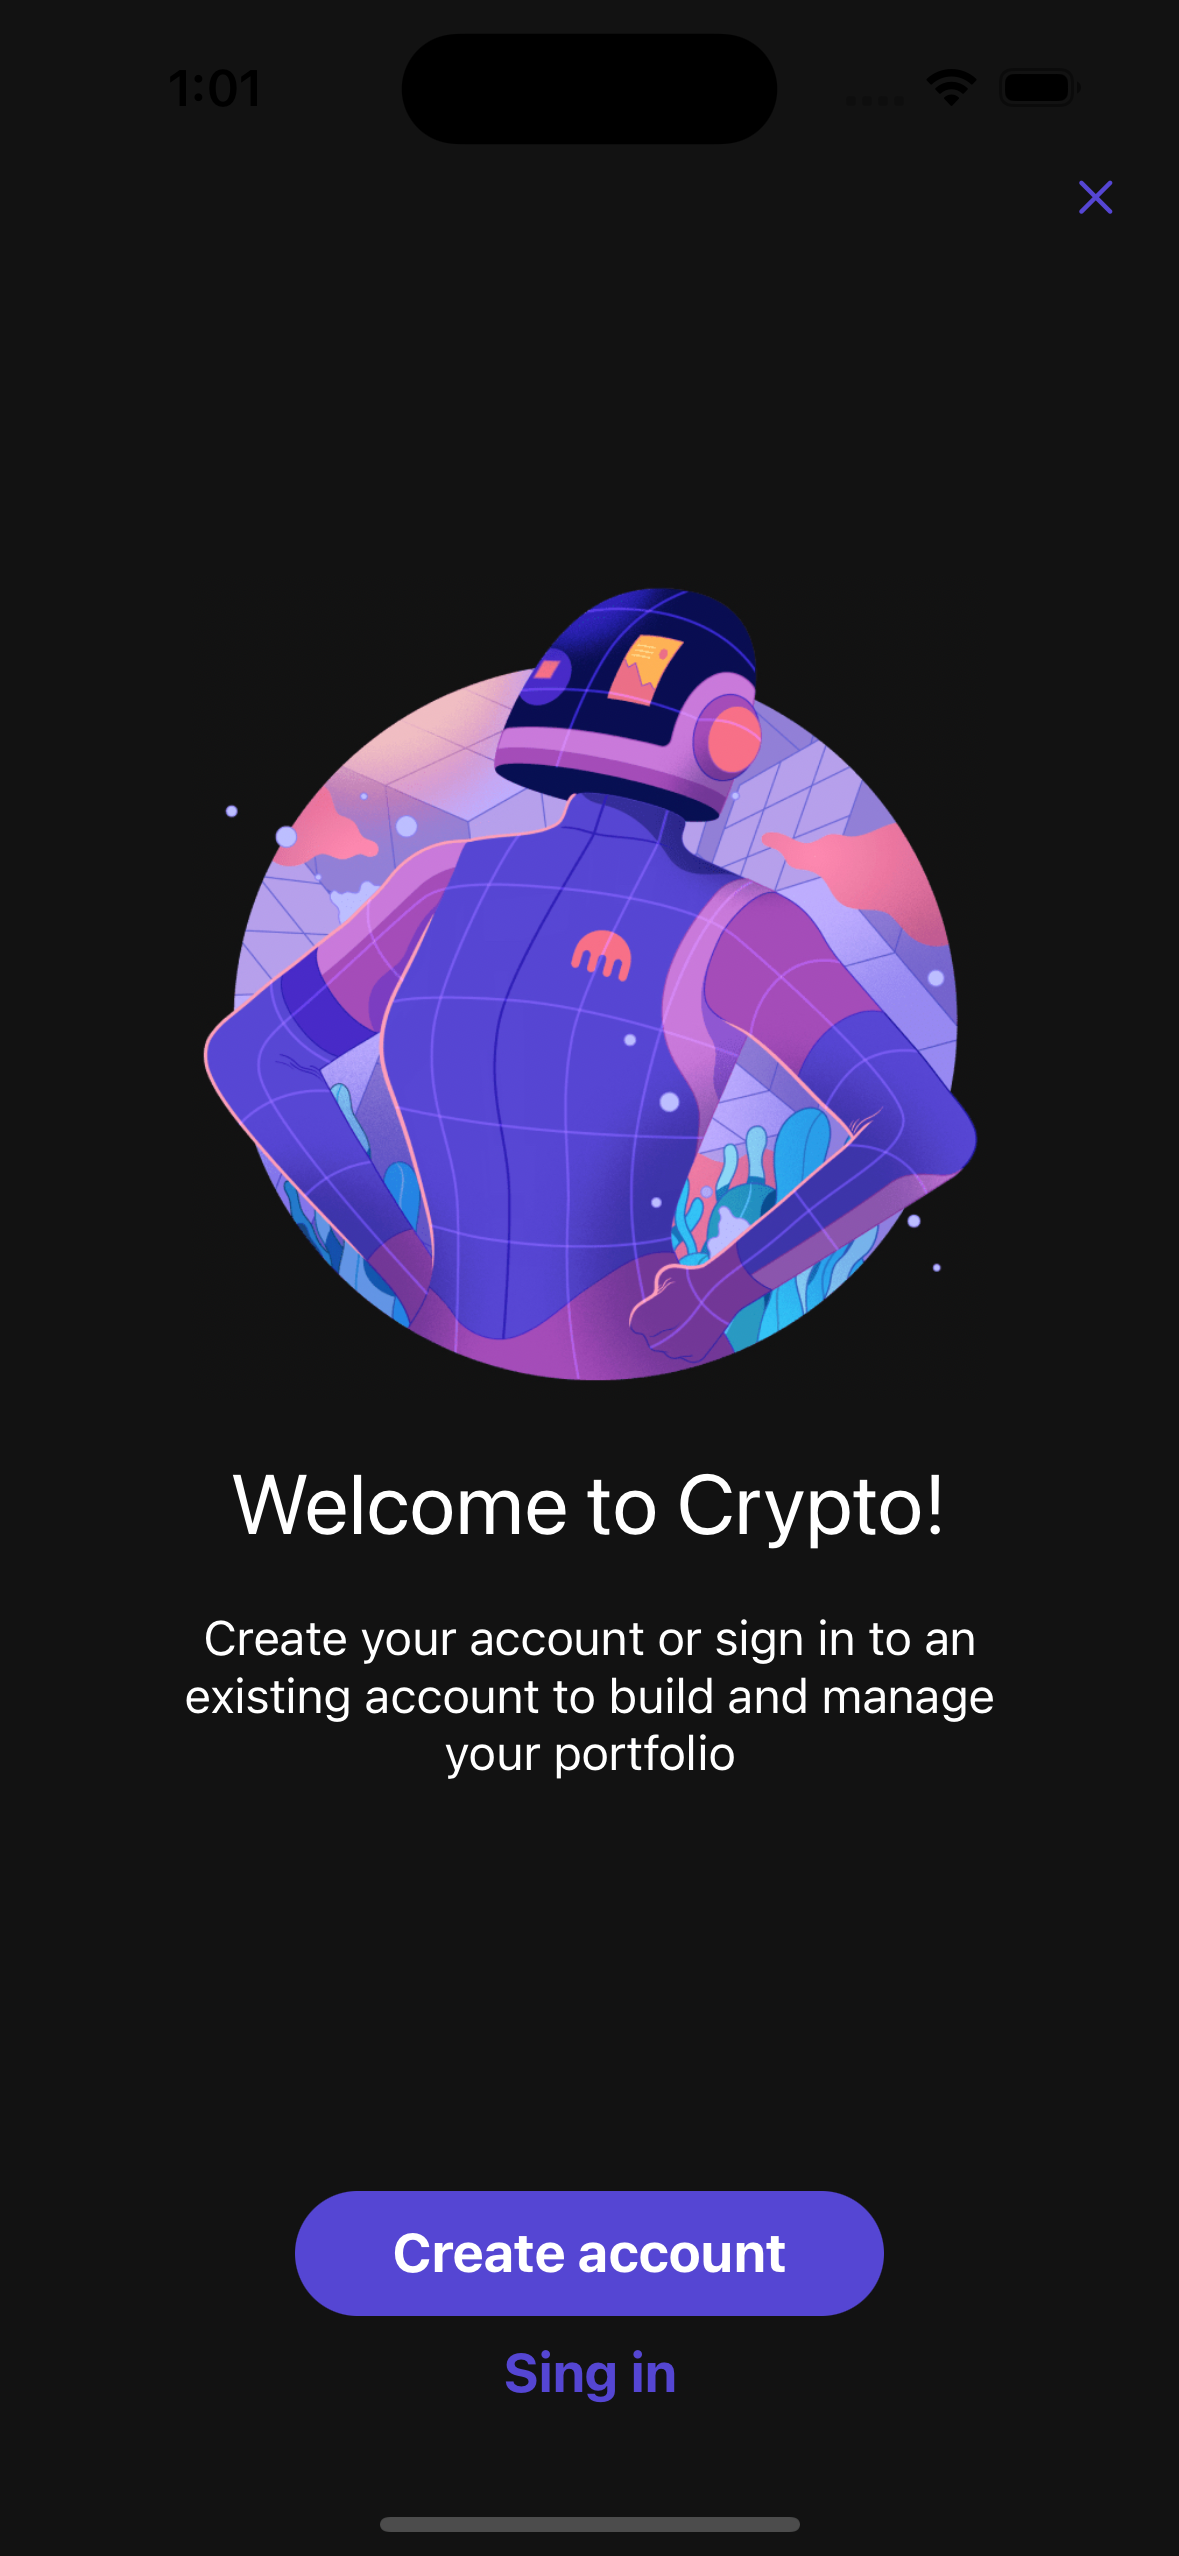 1:01
Welcome to Crypto!
Create your account or sign in to an
existing account to build and manage
your portfolio
Create account
Sing in